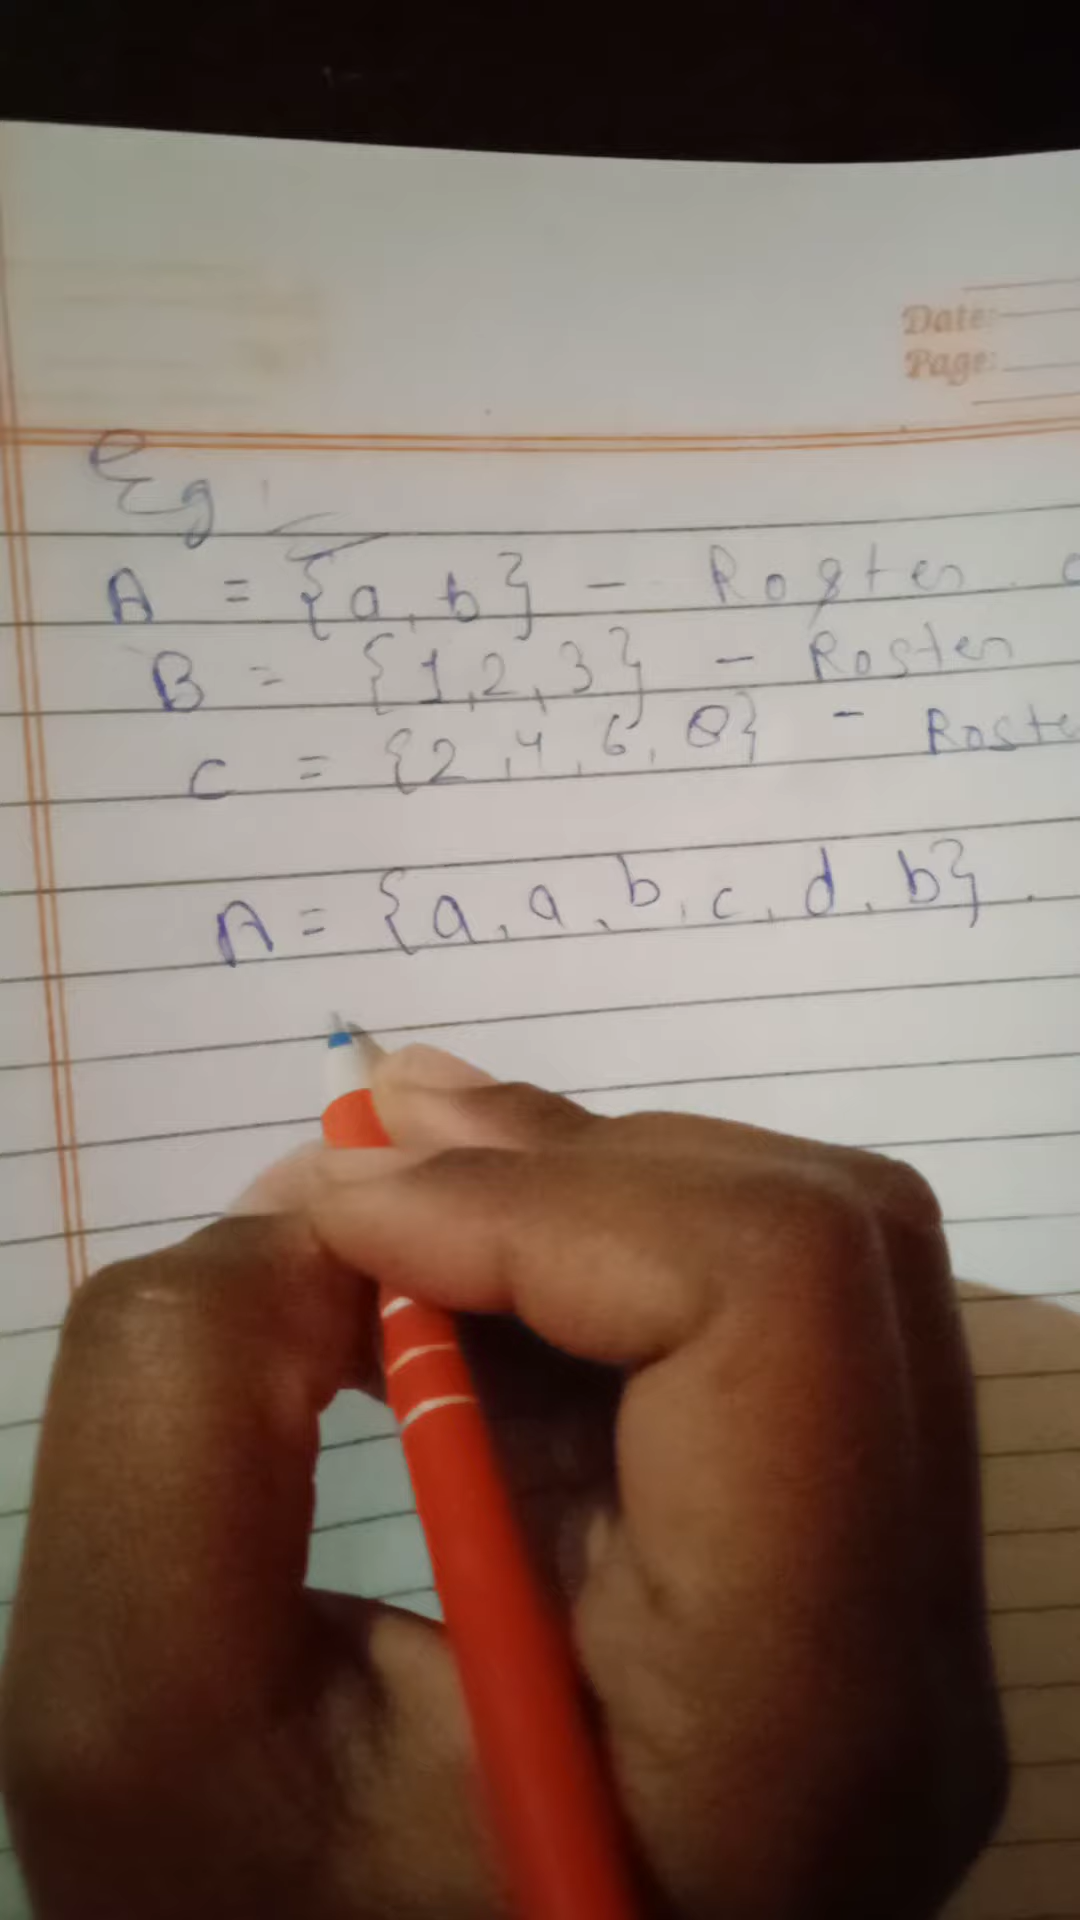 Date:
Page:
Eg
A = {a, b} - Roster
B = {1, 2, 3} - Roster
C = {2, 4, 6, 8} - Roste
A = {a, a, b, c, d, b}.